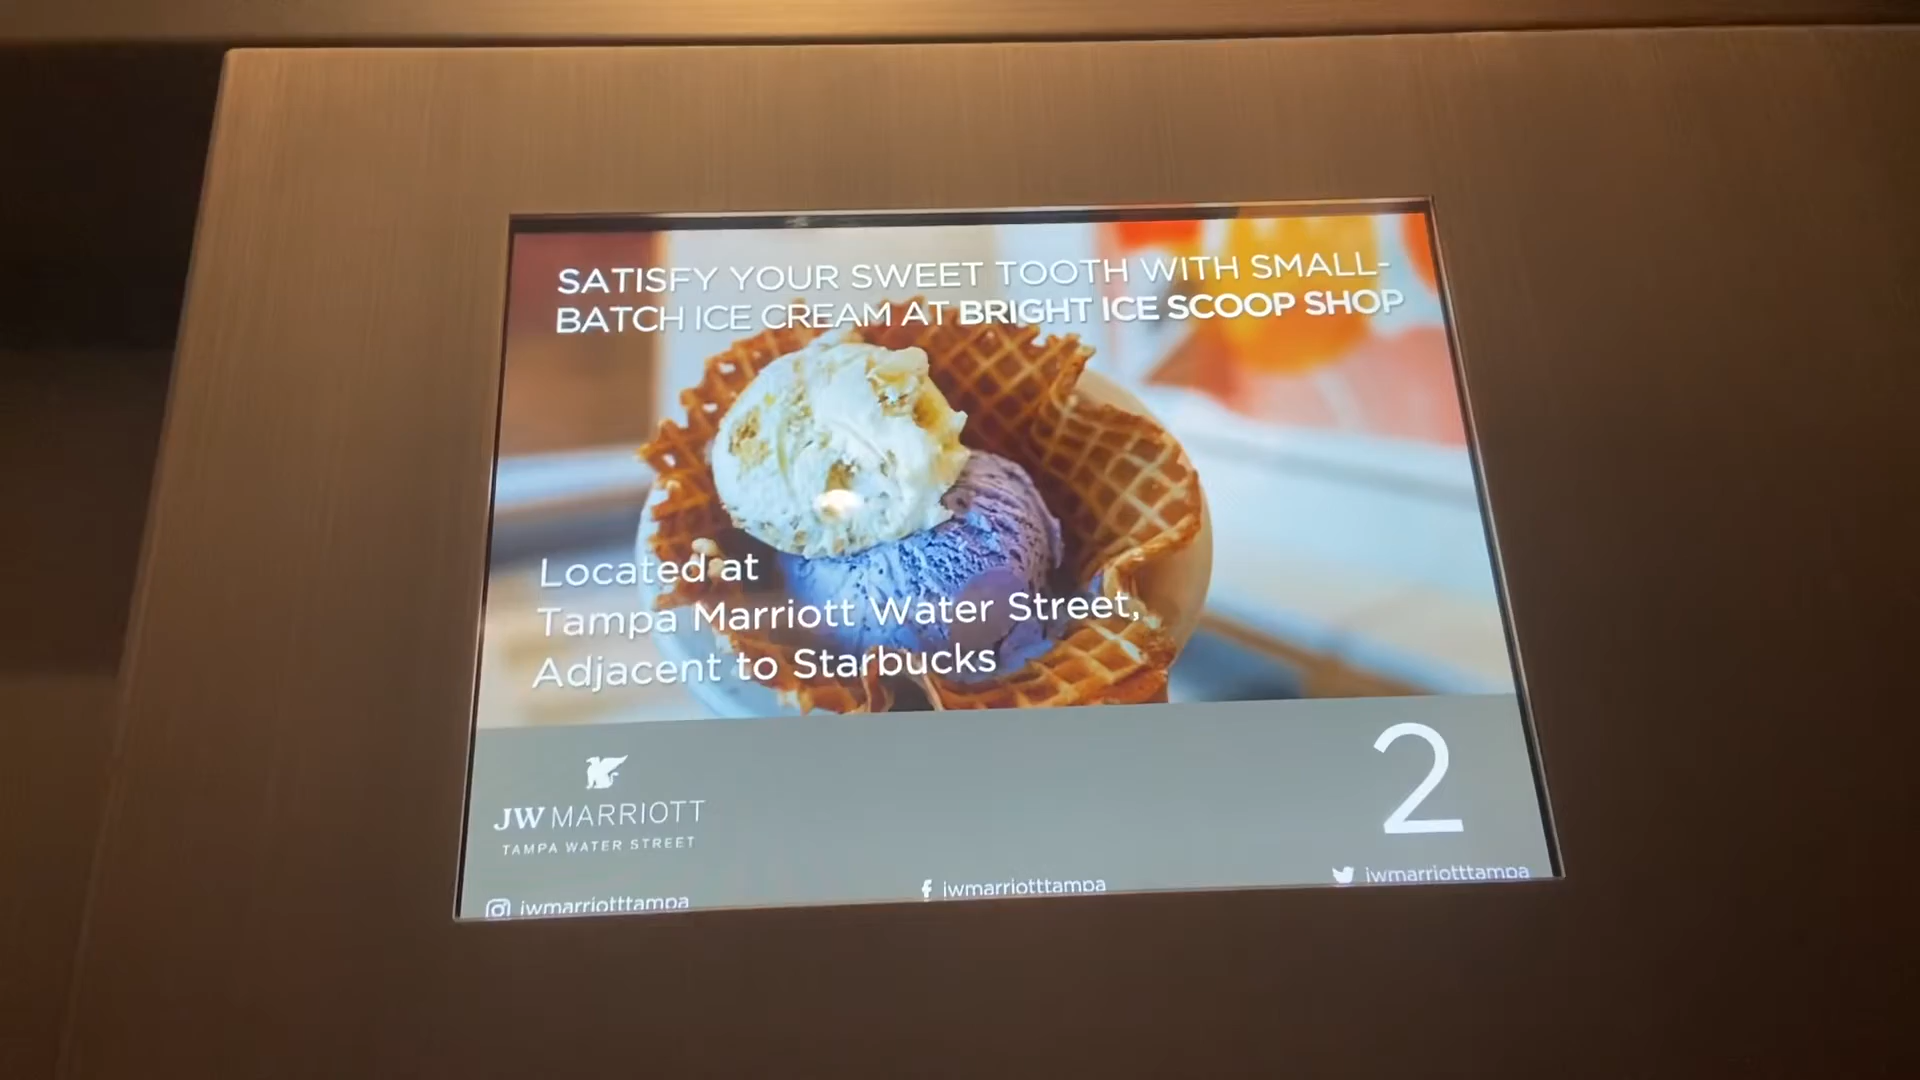 SATISFY YOUR SWEET TOOTH WITH SMALL-
BATCH ICE CREAM AT BRIGHT ICE SCOOP SHOP
Located at
Tampa Marriott Water Street,
Adjacent to Starbucks
2
JW MARRIOTT
TAMPA WATER STREET
jwmarriotttampa
jwmarriotttampa
jwmarriotttampa